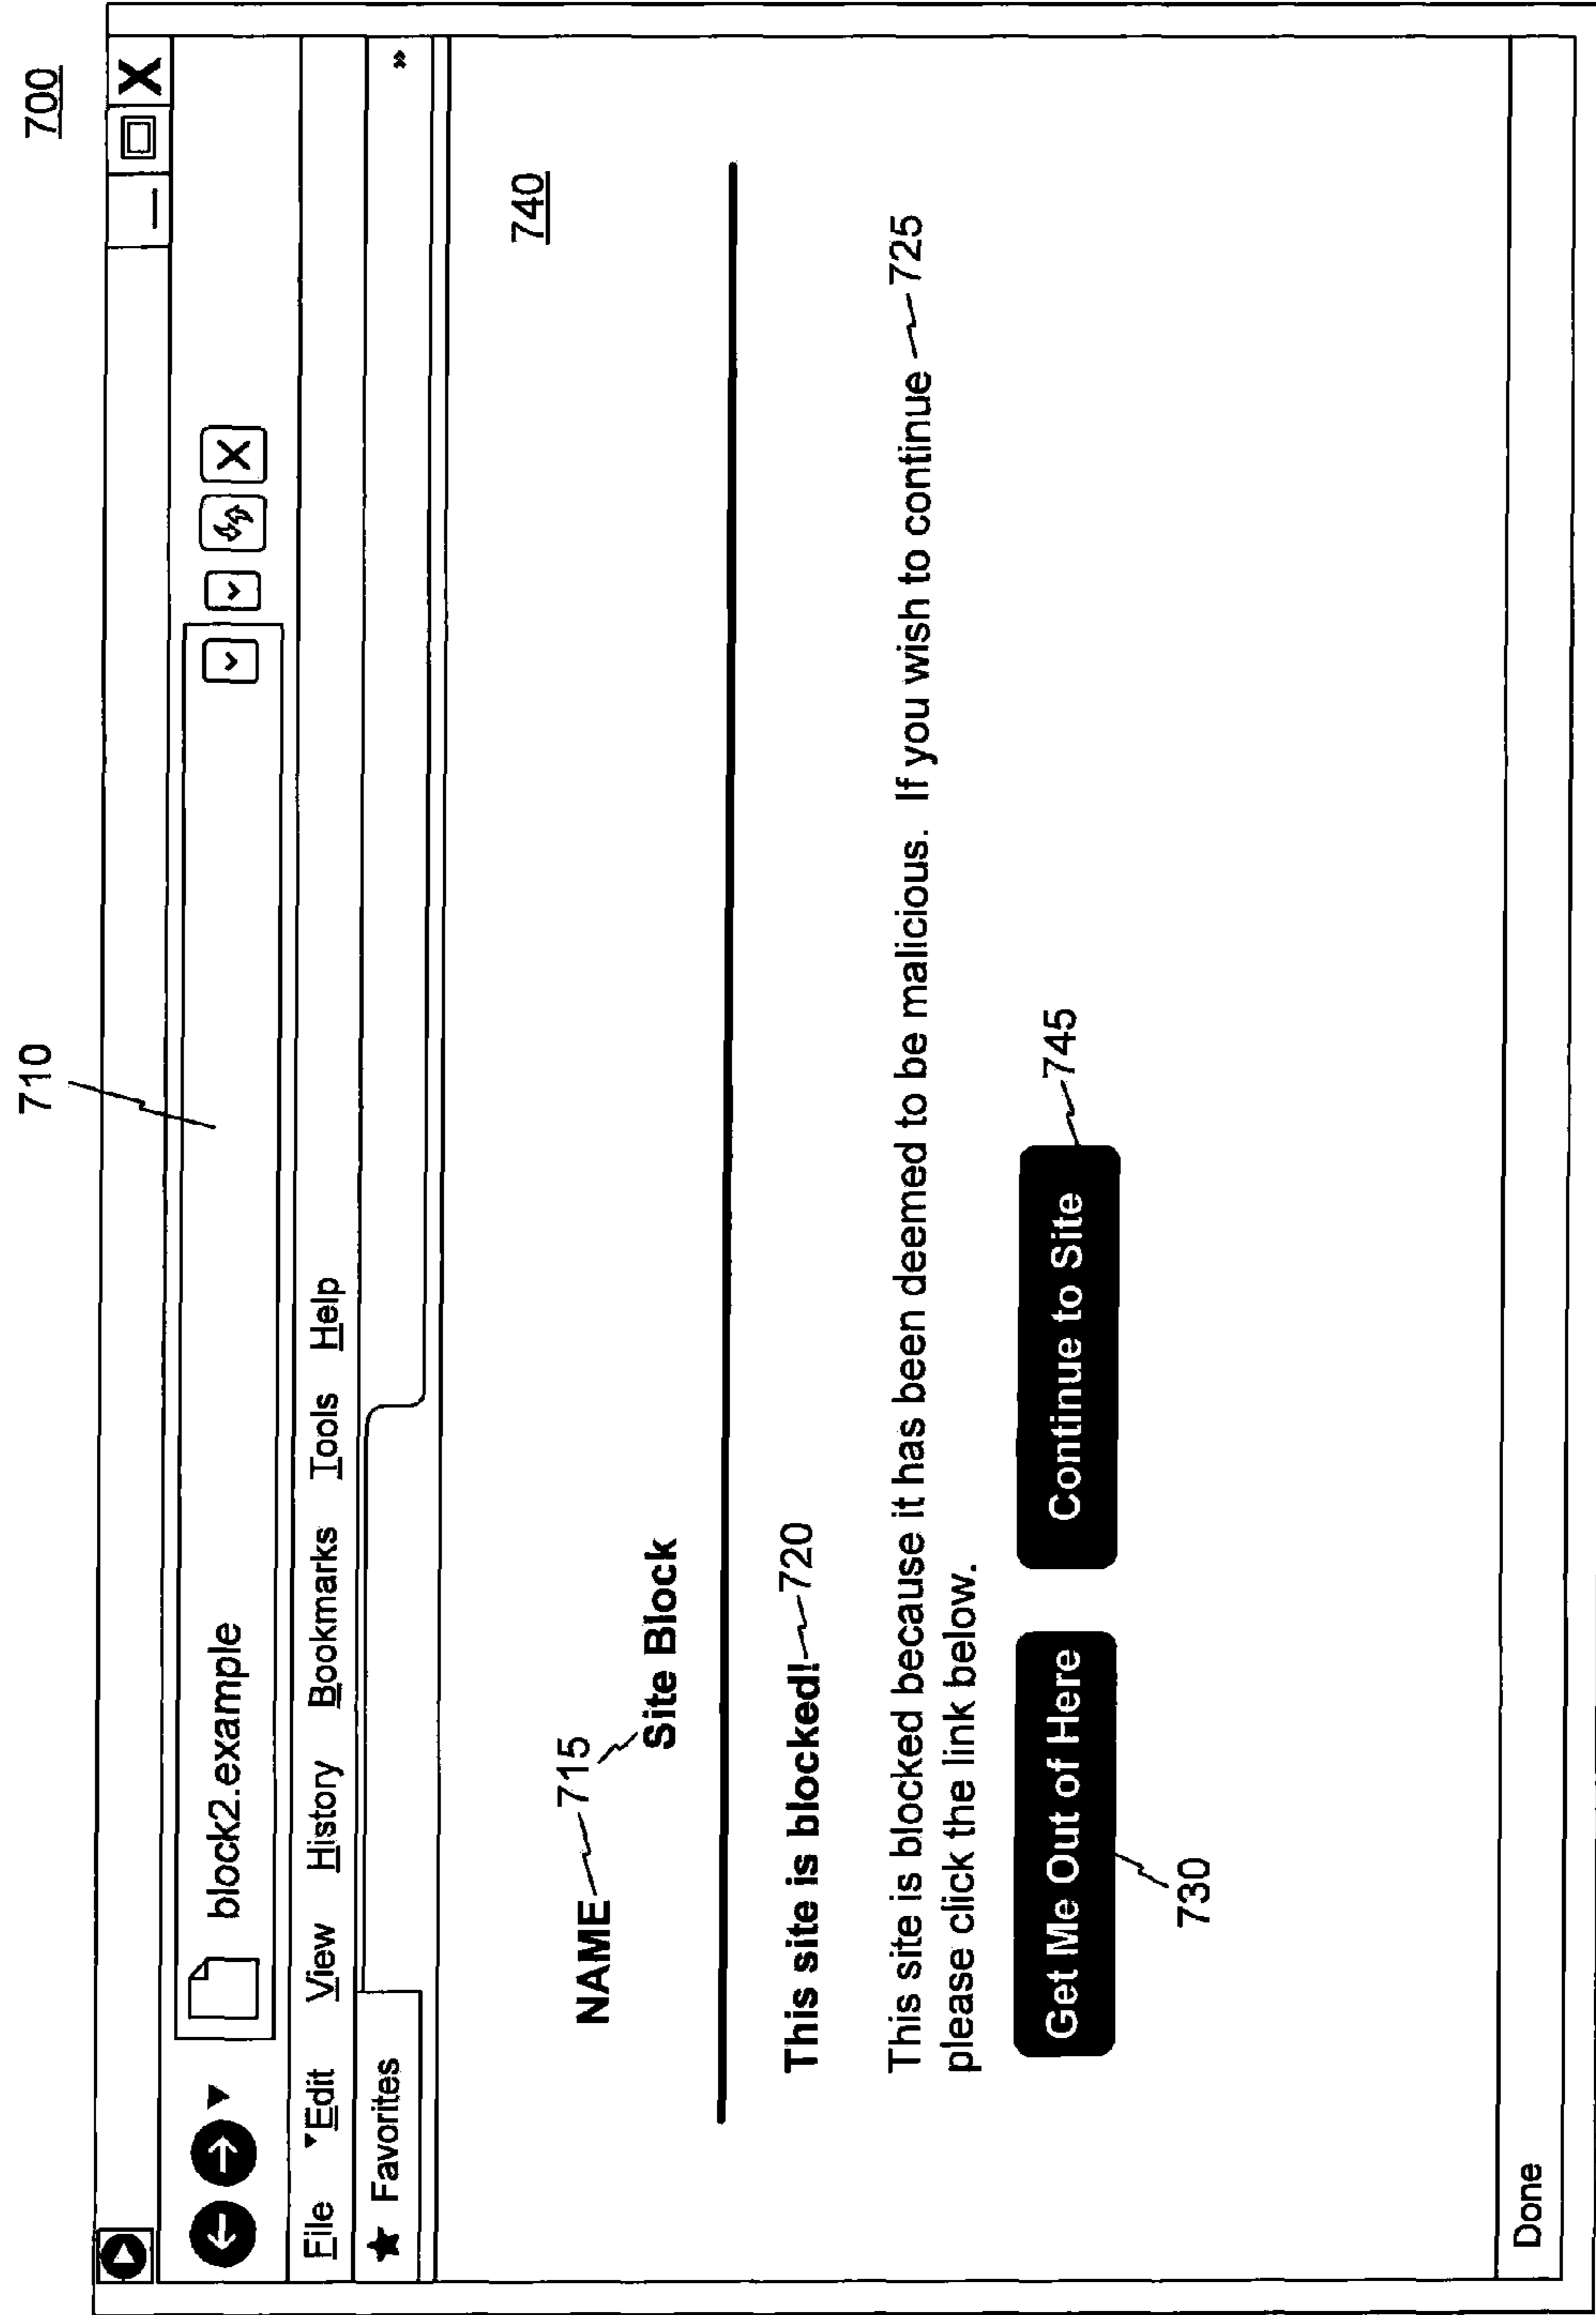 700
710
block2.example
File Edit View History Bookmarks Tools Help
Favorites
»
740
NAME 715
Site Block
This site is blocked! 720
This site is blocked because it has been deemed to be malicious. If you wish to continue 725
please click the link below.
Get Me Out of Here Continue to Site 745
730
Done